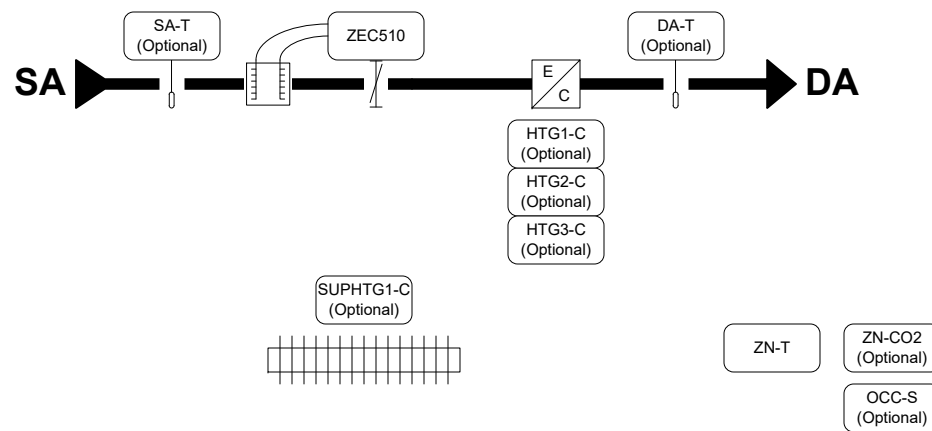 SA-T
(Optional)
ZEC510
DA-T
(Optional)
SA
E
C
DA
HTG1-C
(Optional)
HTG2-C
(Optional)
HTG3-C
(Optional)
SUPHTG1-C
(Optional)
ZN-T
ZN-CO2
(Optional)
OCC-S
(Optional)